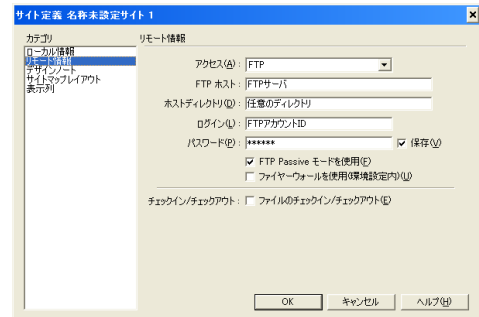 サイト定義 名称未設定サイト 1
カテゴリ
ローカル情報
リモート情報
デザインノート
サイトマップレイアウト
表示列
リモート情報
アクセス(A): FTP
FTP ホスト: FTPサーバ
ホストディレクトリ(D): 任意のディレクトリ
ログイン(L): FTPアカウントID
パスワード(P): ****** 保存(V)
FTP Passive モードを使用(F)
ファイヤーウォールを使用(環境設定内)(U)
チェックイン/チェックアウト: ファイルのチェックイン/チェックアウト(E)
OK キャンセル ヘルプ(H)